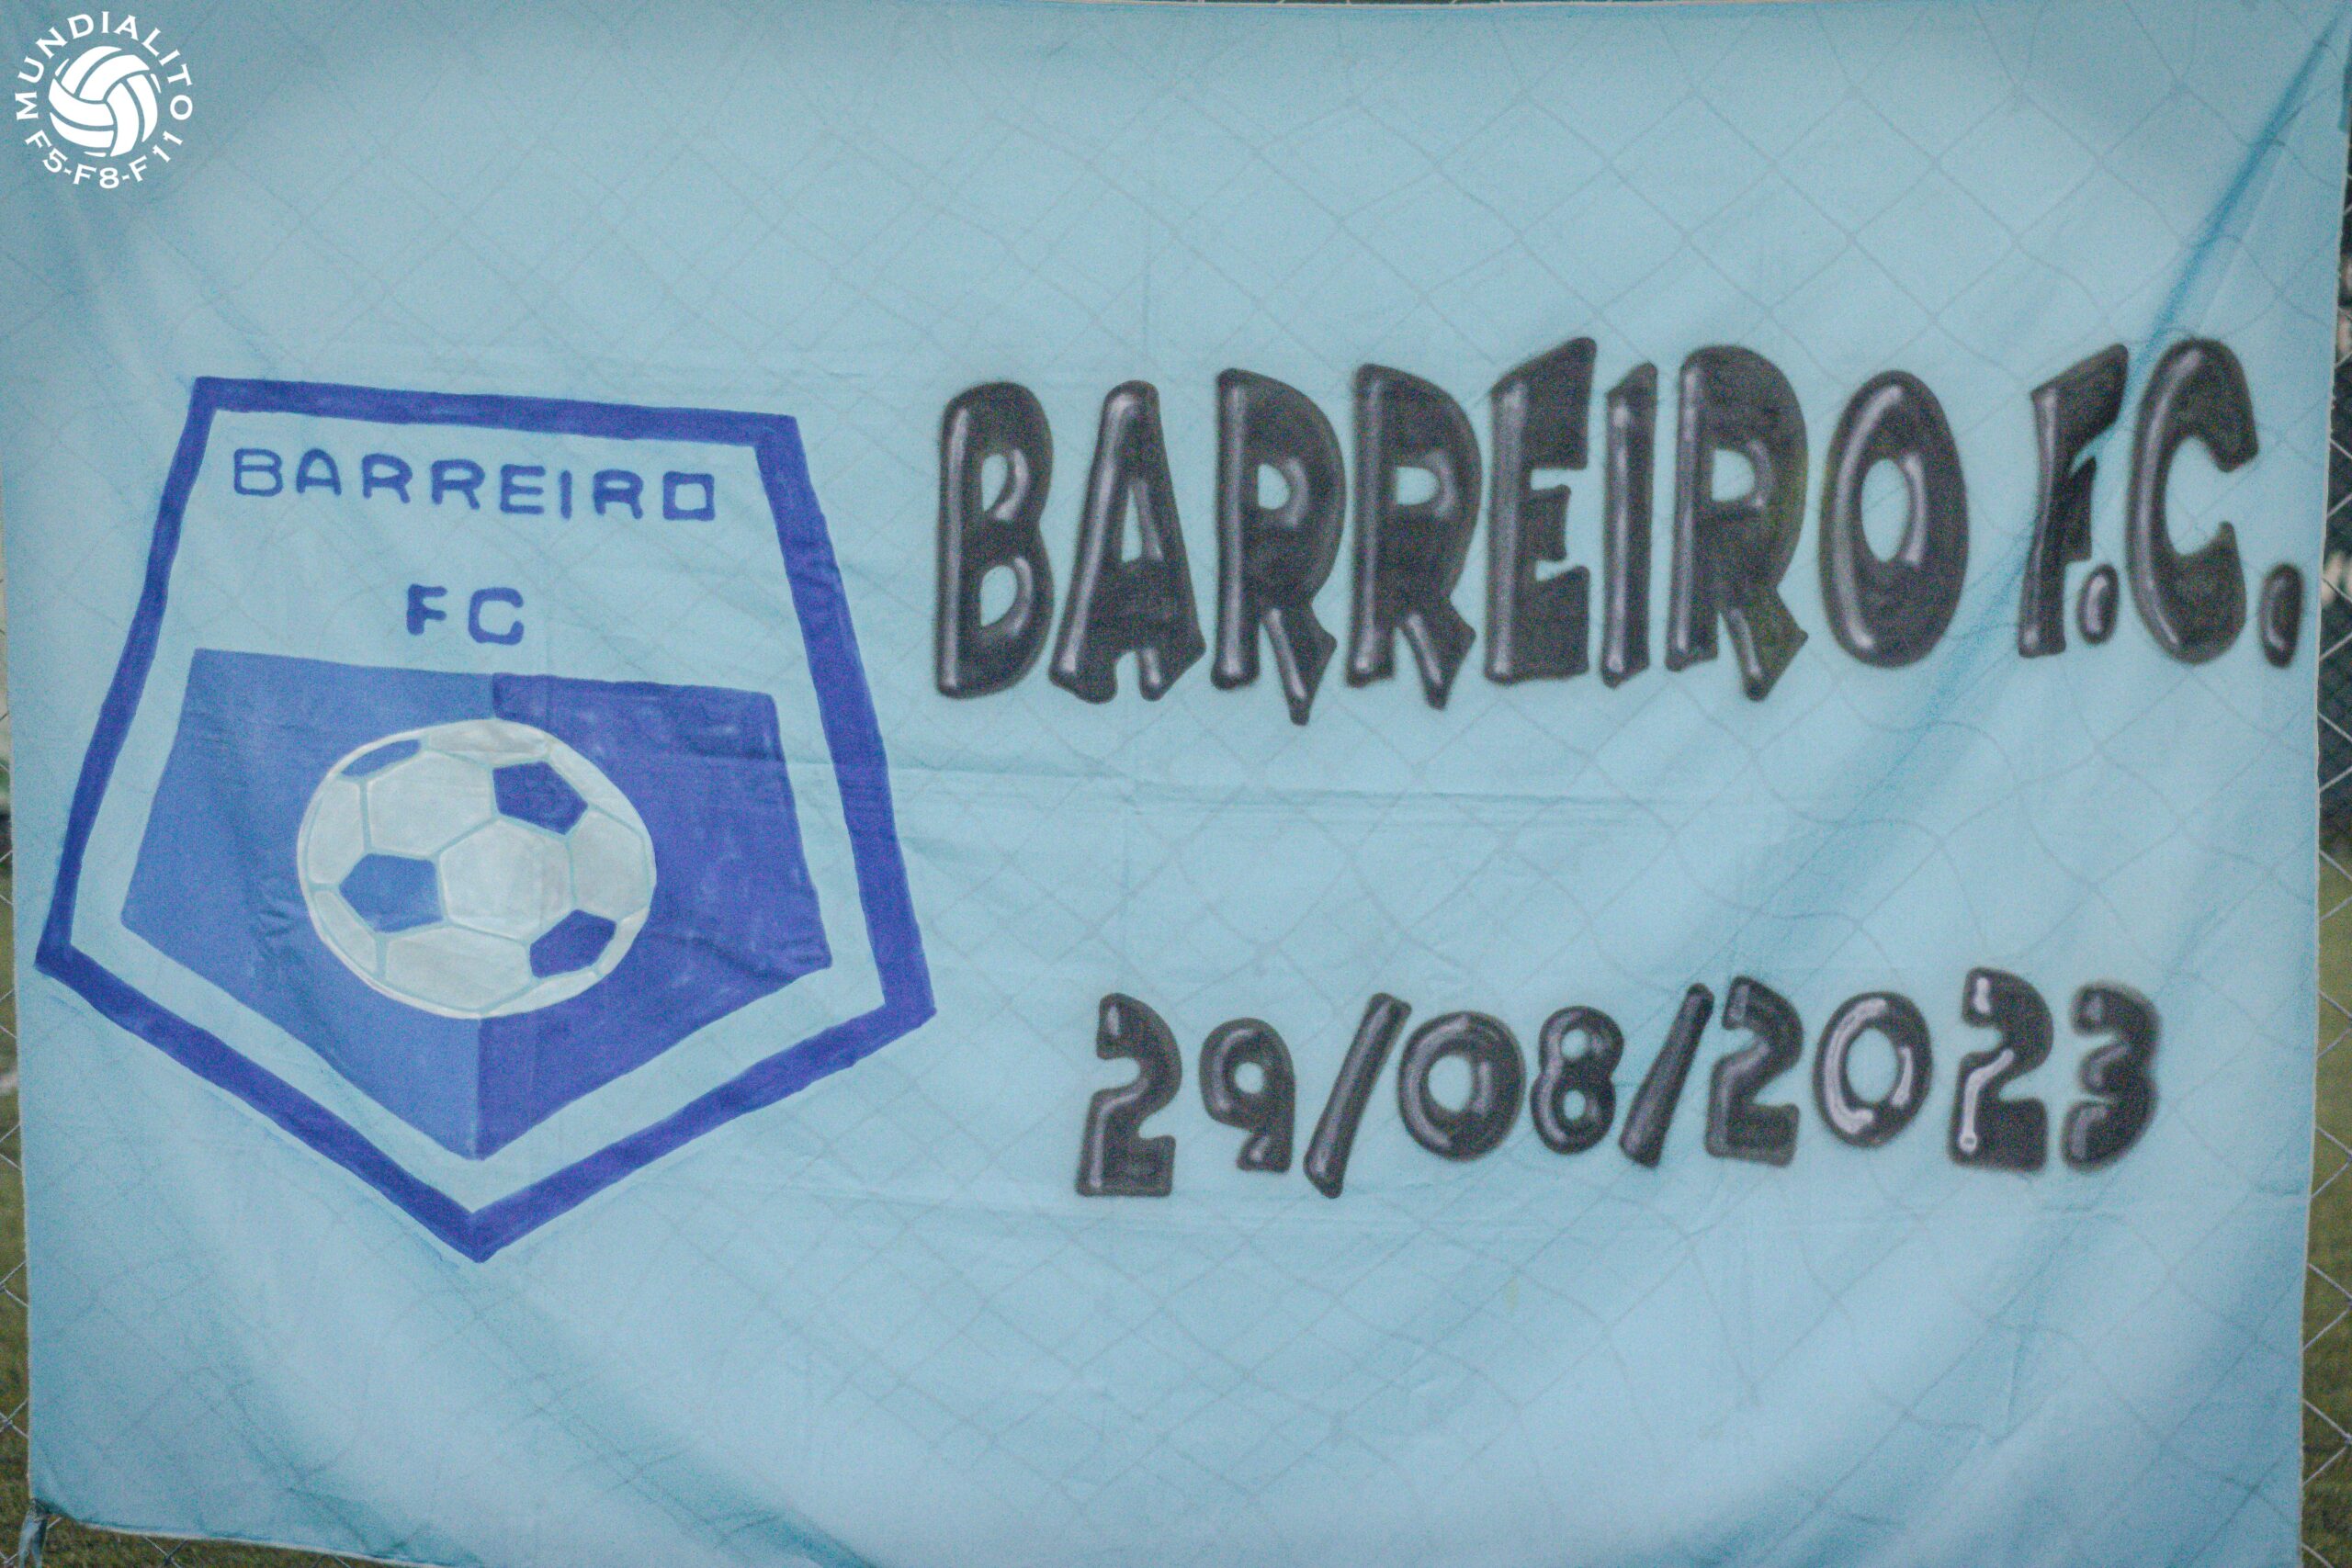 MUNDIALITO
F5-F8-F11
BARREIRO
FC
BARREIRO F.C.
29/08/2023